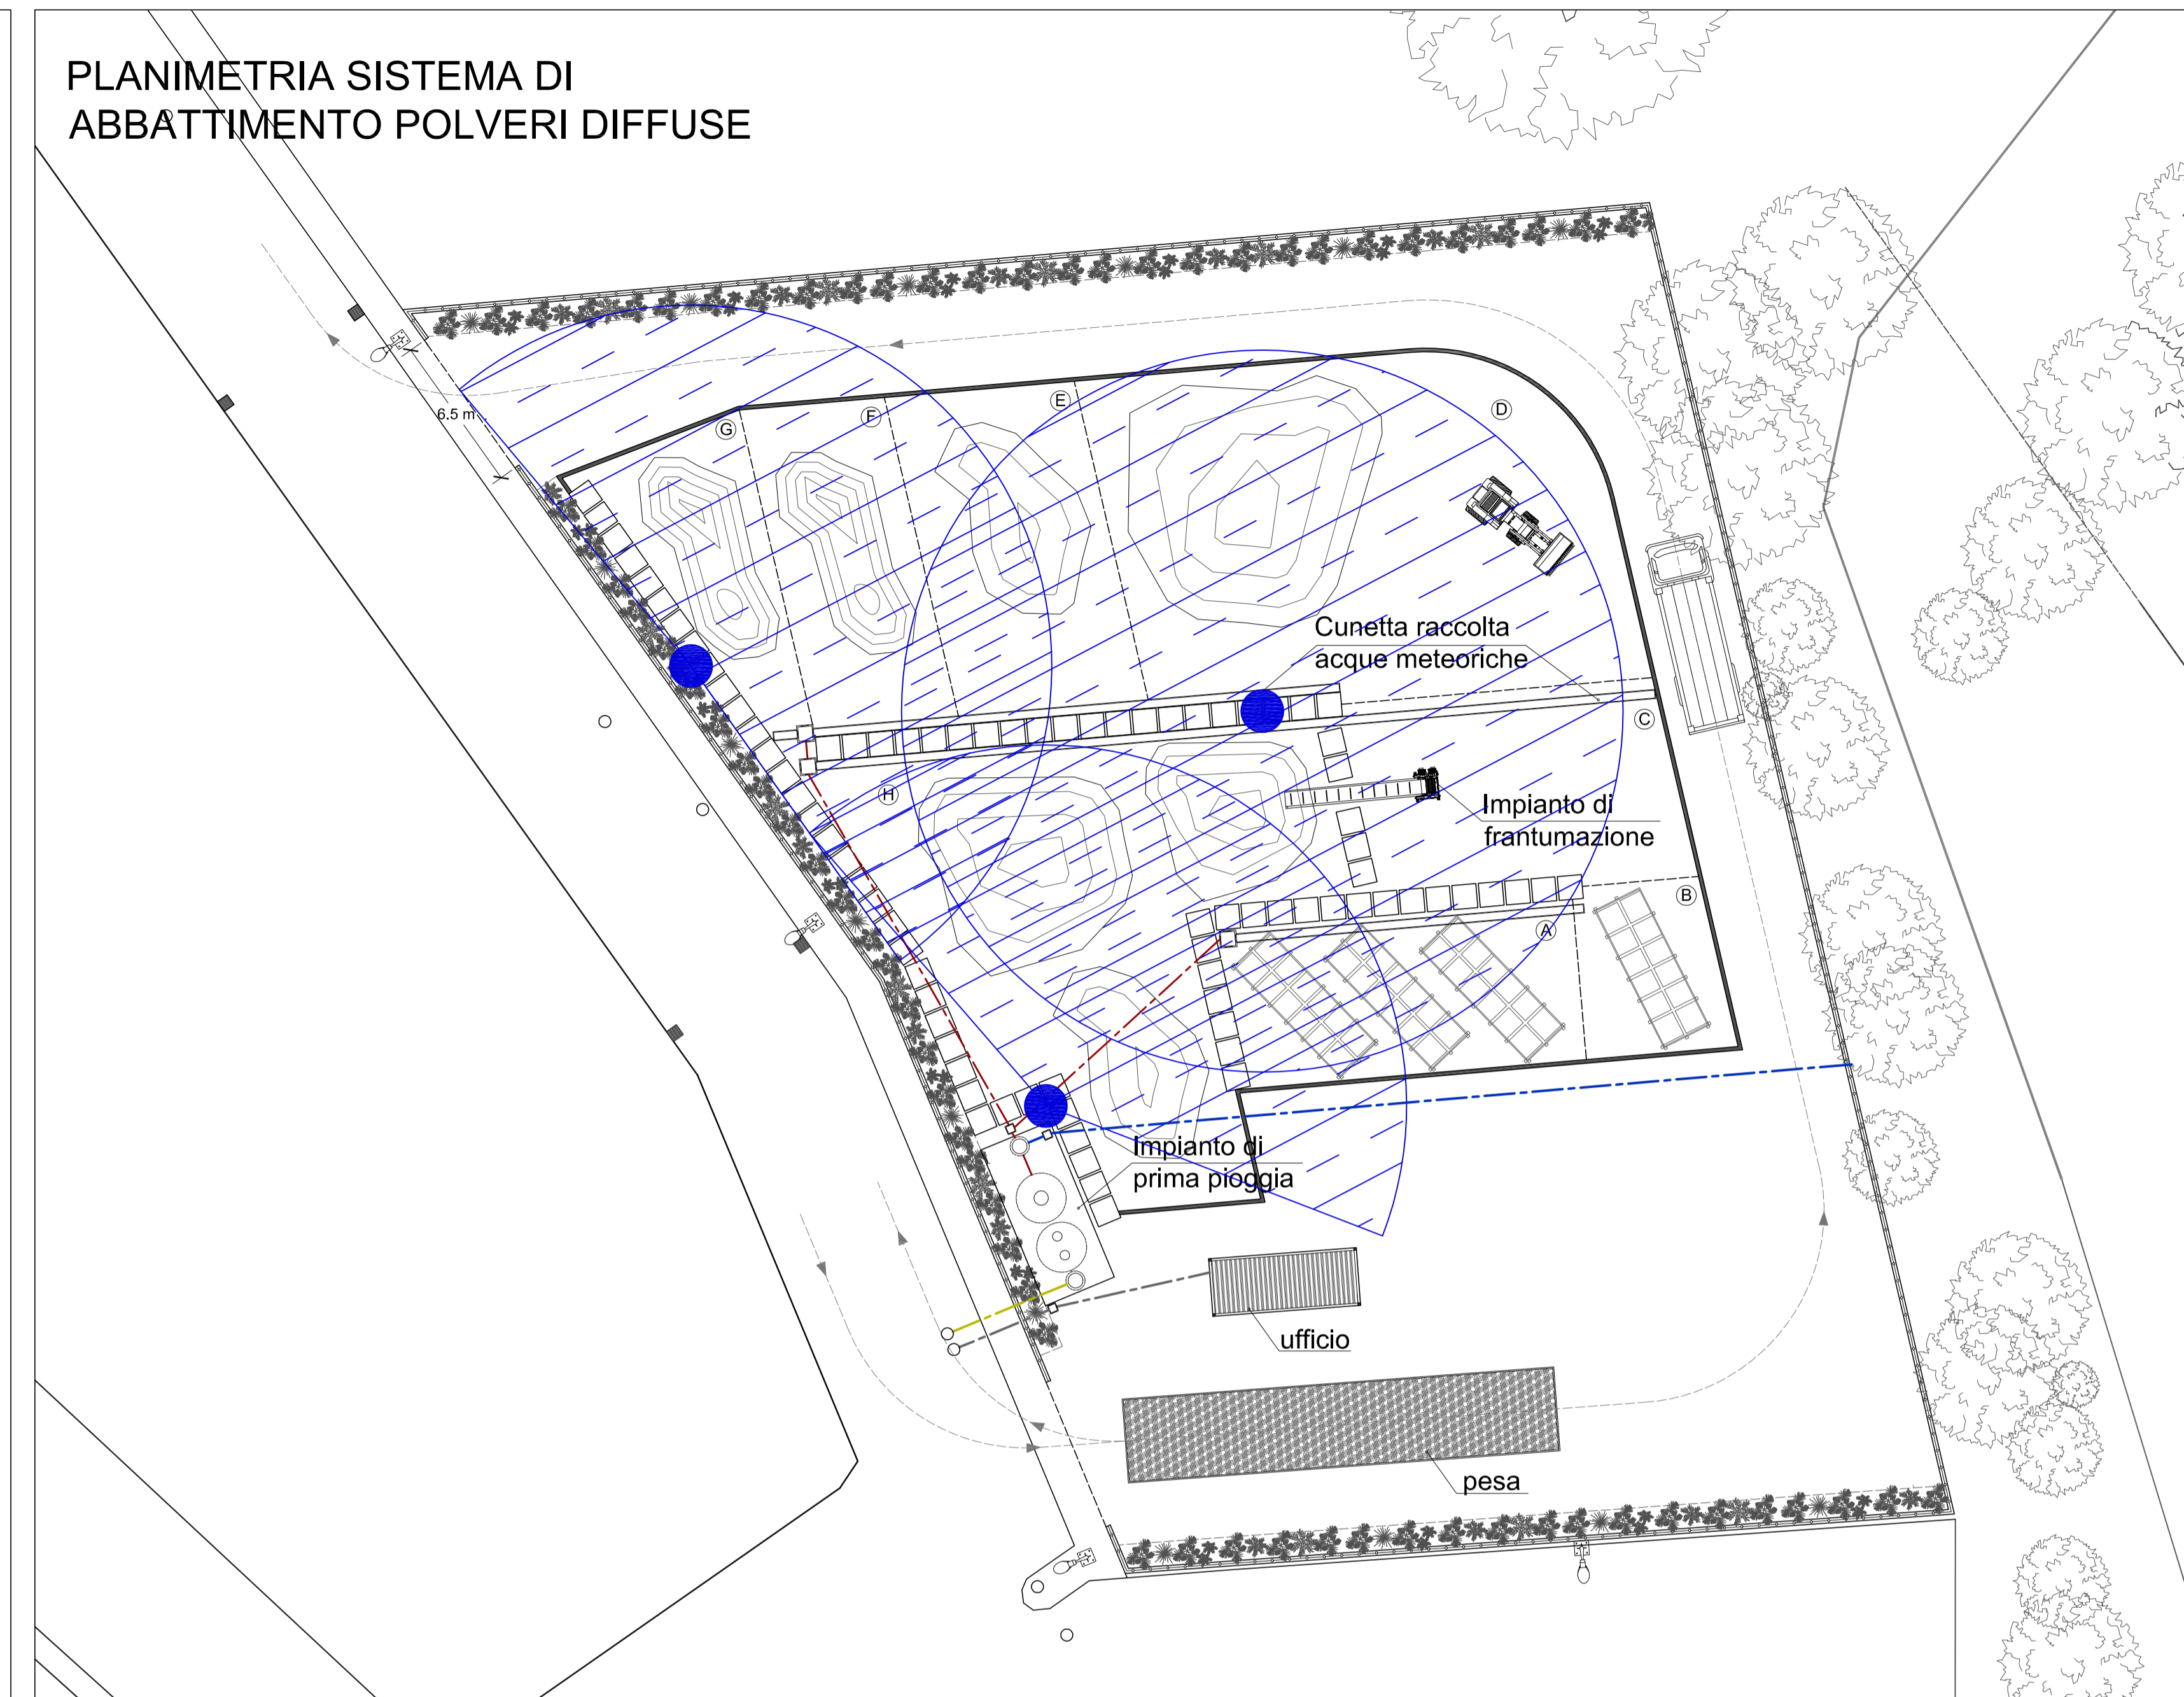 PLANIMETRIA SISTEMA DI
ABBATTIMENTO POLVERI DIFFUSE
6.5 m
G
F
E
D
Cunetta raccolta
acque meteoriche
C
H
Impianto di
frantumazione
B
A
Impianto di
prima pioggia
ufficio
pesa